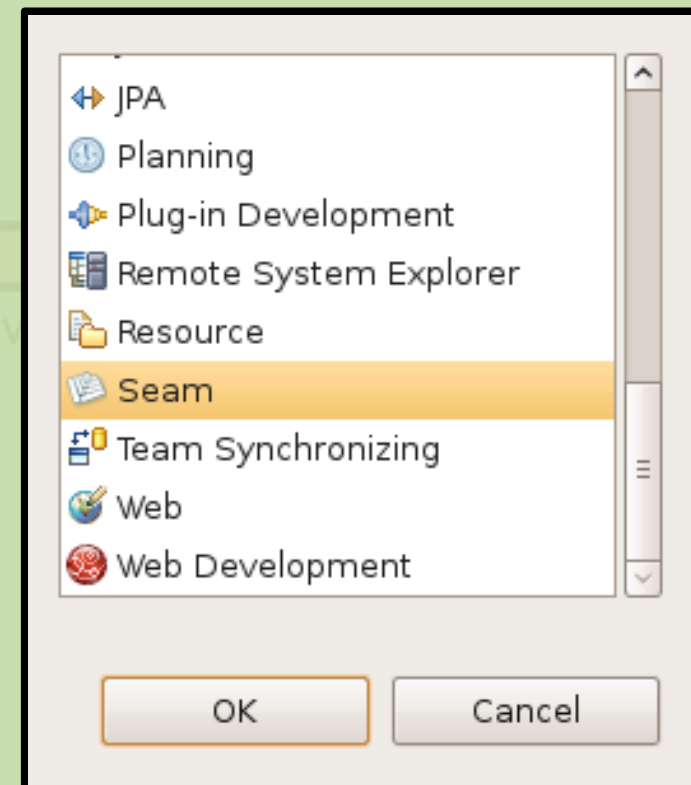 JPA
Planning
Plug-in Development
Remote System Explorer
Resource
Seam
Team Synchronizing
Web
Web Development
OK
Cancel